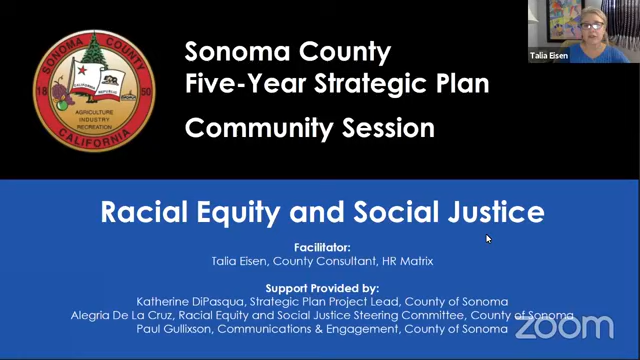 Sonoma County
Five-Year Strategic Plan
Community Session
SONOMA COUNTY
CALIFORNIA REPUBLIC
18 50
AGRICULTURE
INDUSTRY
RECREATION
CALIFORNIA
Talia Eisen
Racial Equity and Social Justice
Facilitator:
Talia Eisen, County Consultant, HR Matrix
Support Provided by:
Katherine DiPasqua, Strategic Plan Project Lead, County of Sonoma
Alegria De La Cruz, Racial Equity and Social Justice Steering Committee, County of Sonoma
Paul Gullixson, Communications & Engagement, County of Sonoma
zoom